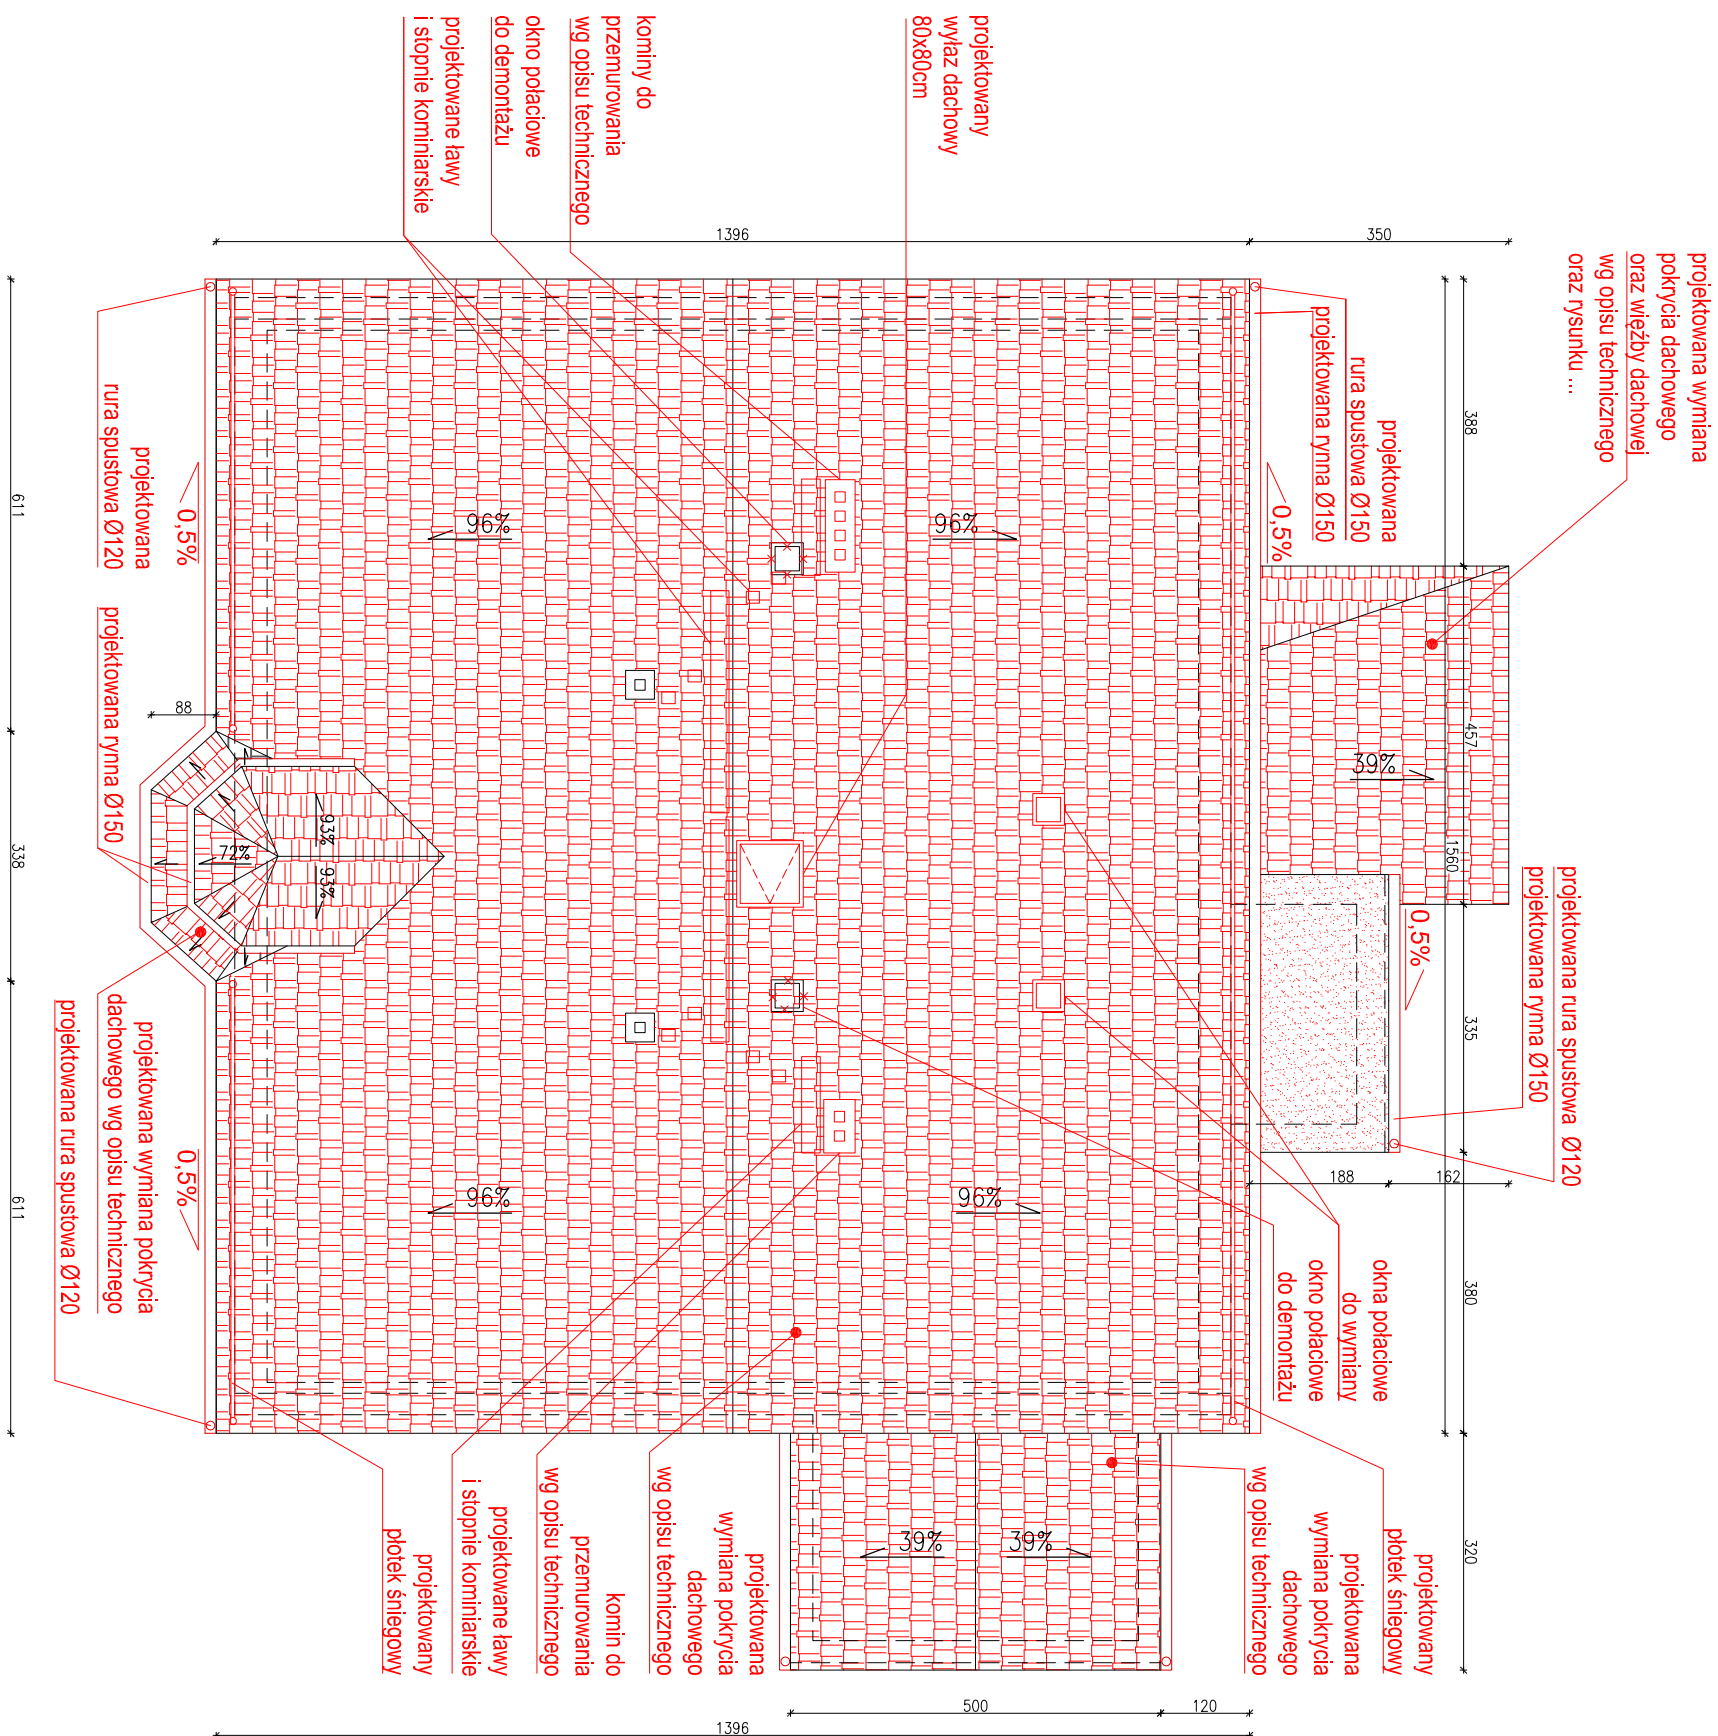 projektowana wymiana
pokrycia dachowego
oraz więźby dachowej
wg opisu technicznego
oraz rysunku ...
projektowany
wyłaz dachowy
80x80cm
kominy do
przemurowania
wg opisu technicznego
okno połaciowe
do demontażu
projektowane ławy
i stopnie kominiarskie
350
1396
388
457
1560
335
380
320
projektowana
rura spustowa Ø150
projektowana rynna Ø150
0,5%
projektowana rura spustowa Ø120
projektowana rynna Ø150
0,5%
39%
188
162
96%
96%
96%
96%
93%
93%
72%
88
39%
39%
okna połaciowe
do wymiany
okno połaciowe
do demontażu
projektowany
płotek śniegowy
projektowana
wymiana pokrycia
dachowego
wg opisu technicznego
projektowana
wymiana pokrycia
dachowego
wg opisu technicznego
komin do
przemurowania
wg opisu technicznego
projektowane ławy
i stopnie kominiarskie
projektowany
płotek śniegowy
0,5%
projektowana
rura spustowa Ø120
projektowana rynna Ø150
0,5%
projektowana wymiana pokrycia
dachowego wg opisu technicznego
projektowana rura spustowa Ø120
611
338
611
500
120
1396